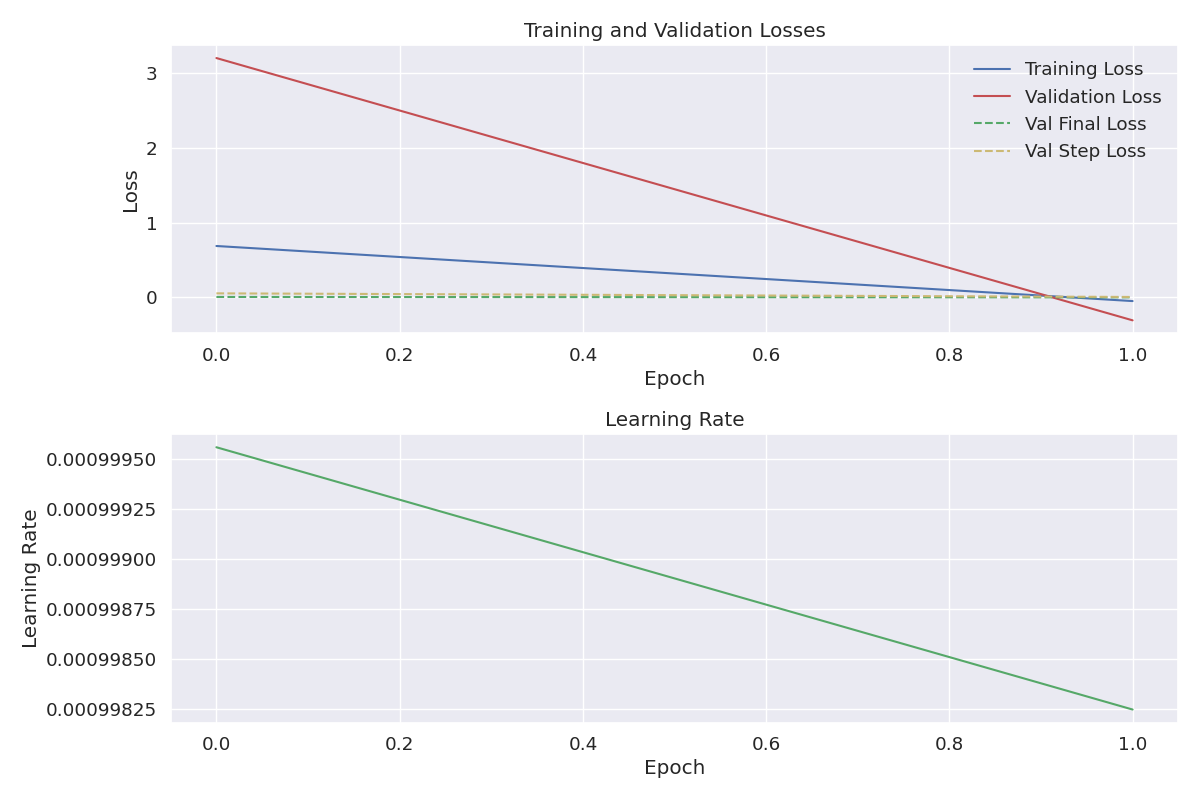 Training and Validation Losses
Training Loss
Validation Loss
Val Final Loss
Val Step Loss
Loss
3
2
1
0
0.0 0.2 0.4 0.6 0.8 1.0
Epoch
Learning Rate
Learning Rate
0.00099950
0.00099925
0.00099900
0.00099875
0.00099850
0.00099825
0.0 0.2 0.4 0.6 0.8 1.0
Epoch